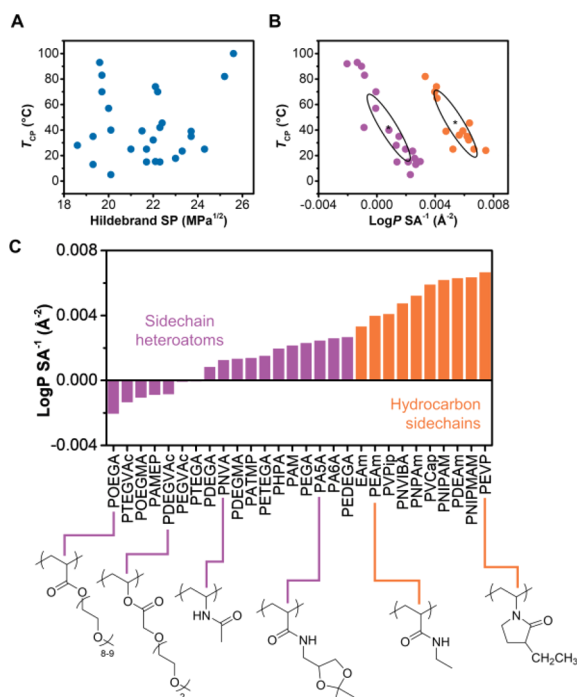 A
B
100
80
60
40
20
0
T_CP (°C)
20
22
24
26
Hildebrand SP (MPa^1/2)
100
80
60
40
20
0
T_CP (°C)
*
*
-0.004
0.000
0.004
0.008
LogP SA^-1 (Å^-2)
C
0.008
0.004
0.000
-0.004
LogP SA^-1 (Å^-2)
Sidechain
heteroatoms
Hydrocarbon
sidechains
POEGA
PTEGVAc
POEGMA
PAMEP
PDEGVAc
PEGVAc
PTEGA
PDEGA
PNVA
PDEGMA
PATMP
PETEGA
PHPA
PAM
PEGA
PA5A
PA6A
PEDEGA
EAm
PEAm
PVPip
PNVIBA
PNPAm
PVCap
PNIPAM
PDEAm
PNIPMAM
PEVP
O
O
O
8-9
O
O
O
2
HN
O
O
NH
O
O
O
NH
N
O
CH₂CH₃